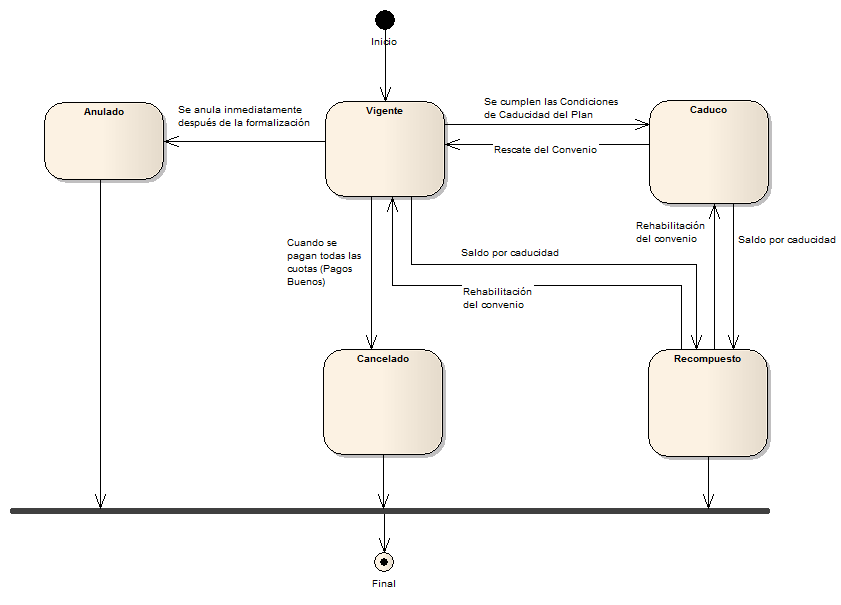 Inicio
Anulado
Se anula inmediatamente
después de la formalización
Vigente
Se cumplen las Condiciones
de Caducidad del Plan
Caduco
Rescate del Convenio
Rehabilitación
del convenio
Saldo por caducidad
Cuando se
pagan todas las
cuotas (Pagos
Buenos)
Saldo por caducidad
Rehabilitación
del convenio
Cancelado
Recompuesto
Final